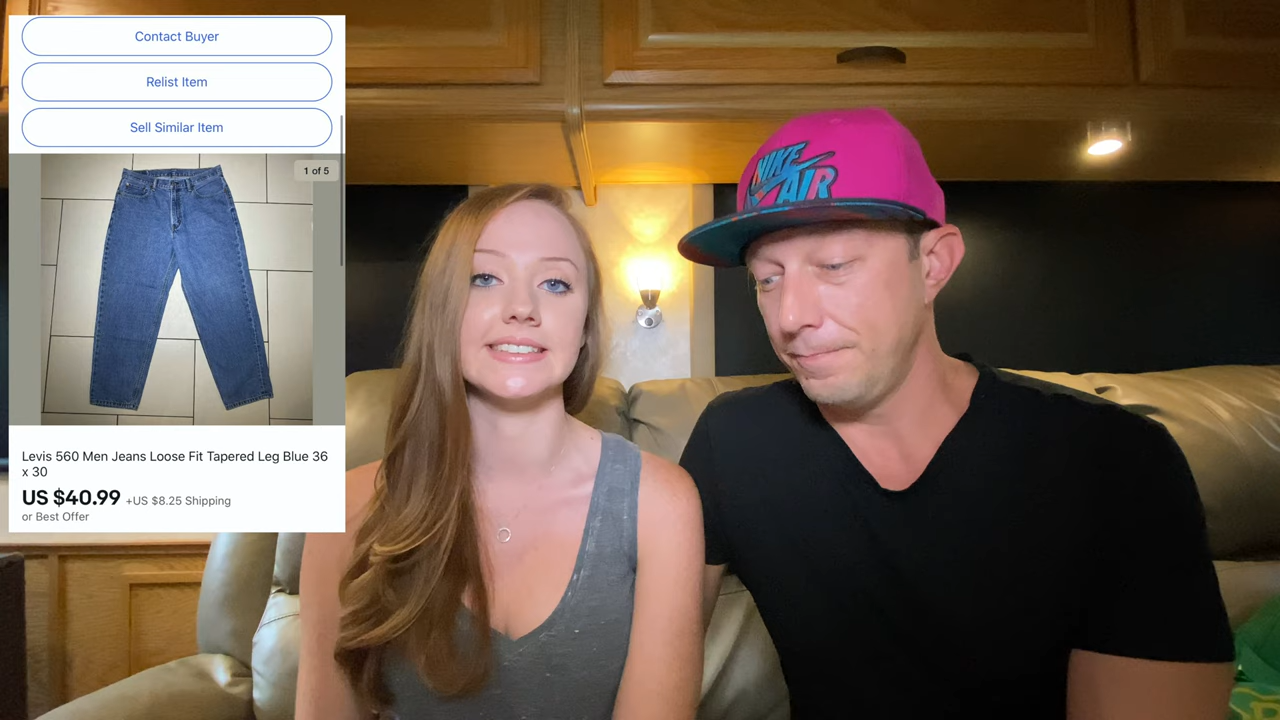 Contact Buyer
Relist Item
Sell Similar Item
1 of 5
Levis 560 Men Jeans Loose Fit Tapered Leg Blue 36
x 30
US $40.99 +US $8.25 Shipping
or Best Offer
NIKE
AIR